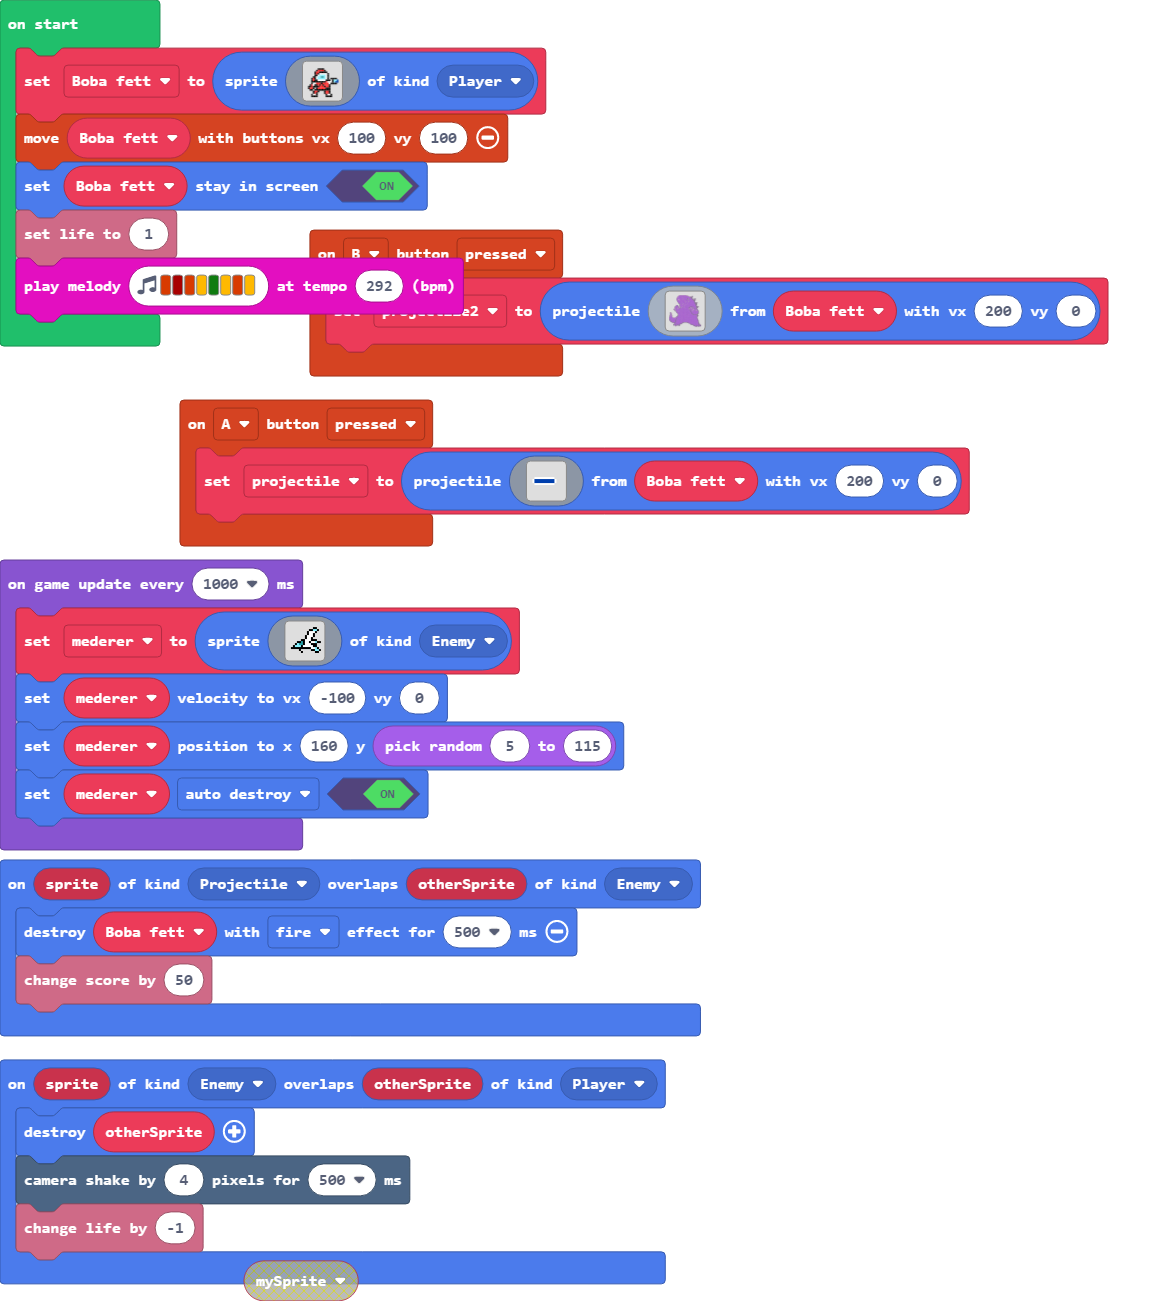 on start
set Boba fett to sprite of kind Player
move Boba fett with buttons vx 100 vy 100
set Boba fett stay in screen ON
set life to 1
on B button pressed
play melody at tempo 292 (bpm)
to projectile from Boba fett with vx 200 vy 0
on A button pressed
set projectile to projectile from Boba fett with vx 200 vy 0
on game update every 1000 ms
set mederer to sprite of kind Enemy
set mederer velocity to vx -100 vy 0
set mederer position to x 160 y pick random 5 to 115
set mederer auto destroy ON
on sprite of kind Projectile overlaps otherSprite of kind Enemy
destroy Boba fett with fire effect for 500 ms
change score by 50
on sprite of kind Enemy overlaps otherSprite of kind Player
destroy otherSprite
camera shake by 4 pixels for 500 ms
change life by -1
mySprite